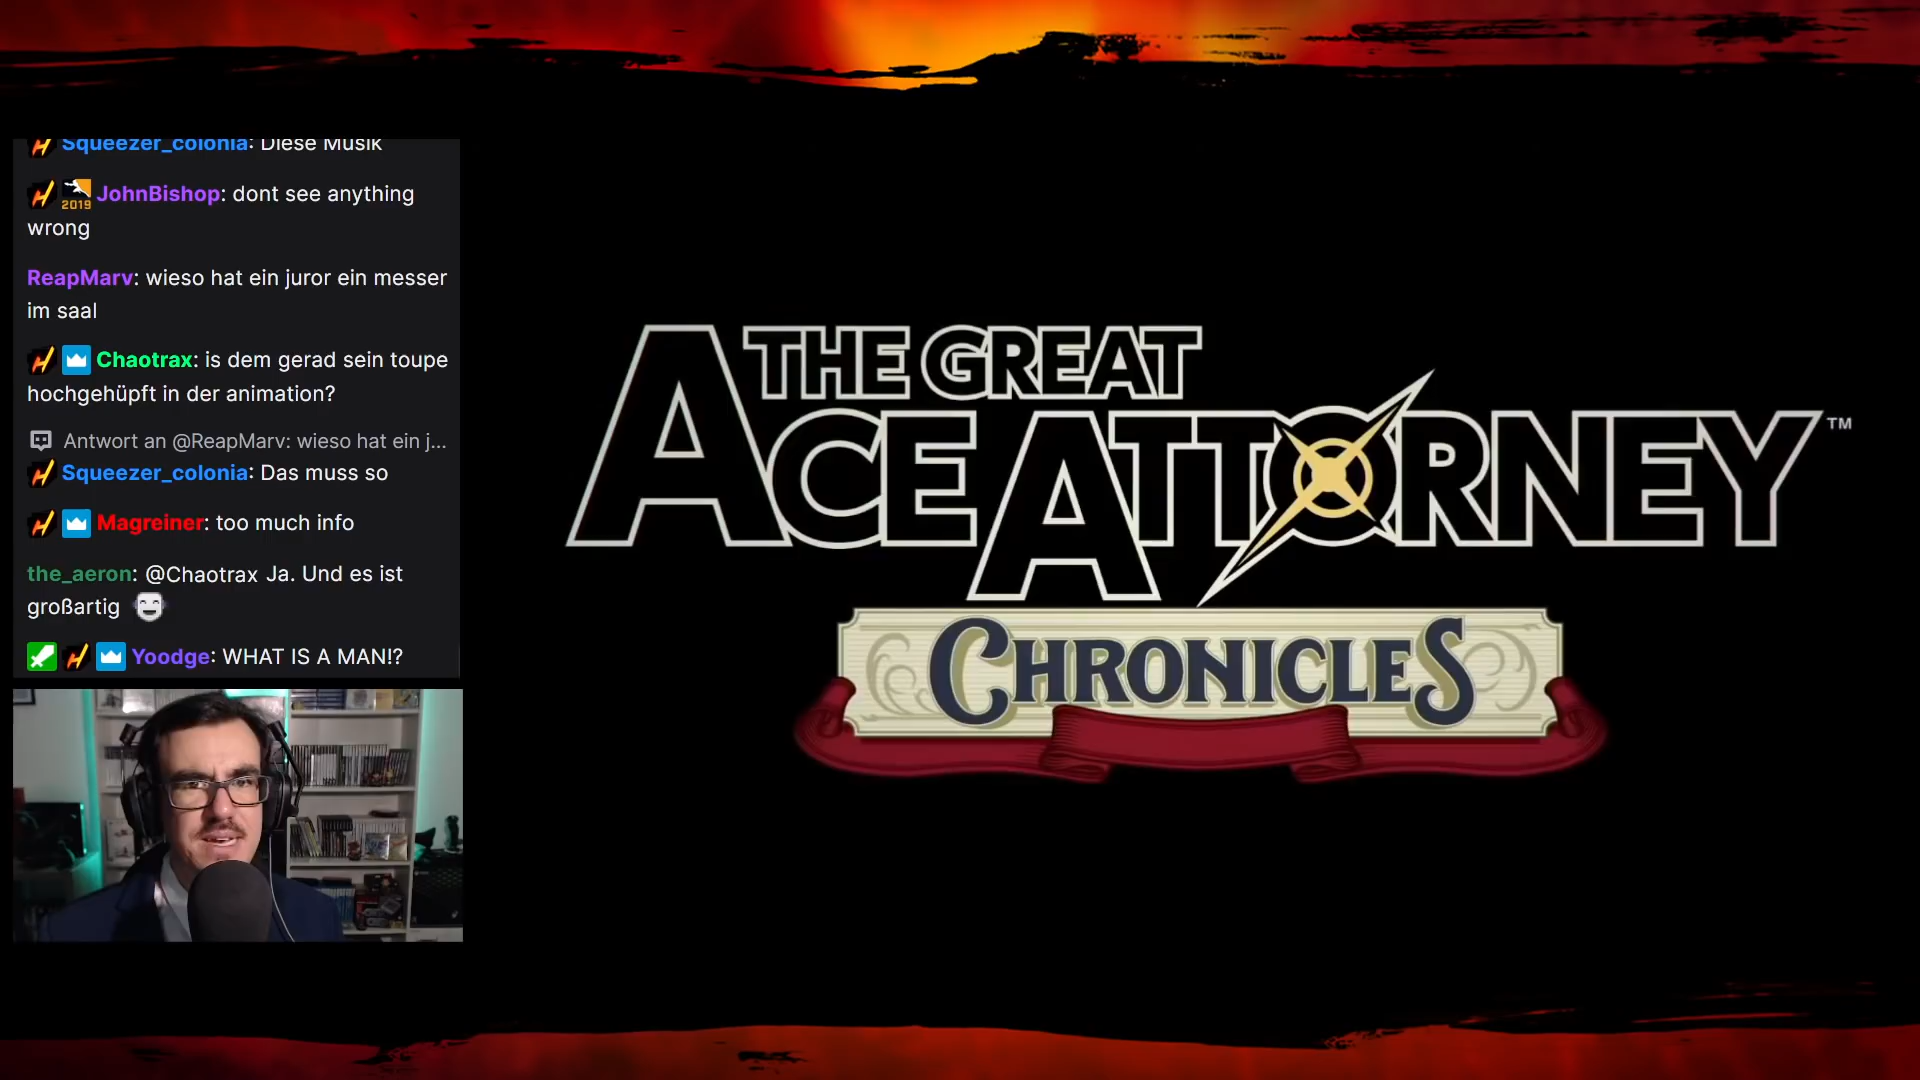 Squeezer_colonia: Diese Musik
2019 JohnBishop: dont see anything
wrong
ReapMarv: wieso hat ein juror ein messer
im saal
Chaotrax: is dem gerad sein toupe
hochgehüpft in der animation?
Antwort an @ReapMarv: wieso hat ein j...
Squeezer_colonia: Das muss so
Magreiner: too much info
the_aeron: @Chaotrax Ja. Und es ist
großartig
Yoodge: WHAT IS A MAN!?
THE GREAT
ACE ATTORNEY™
CHRONICLES